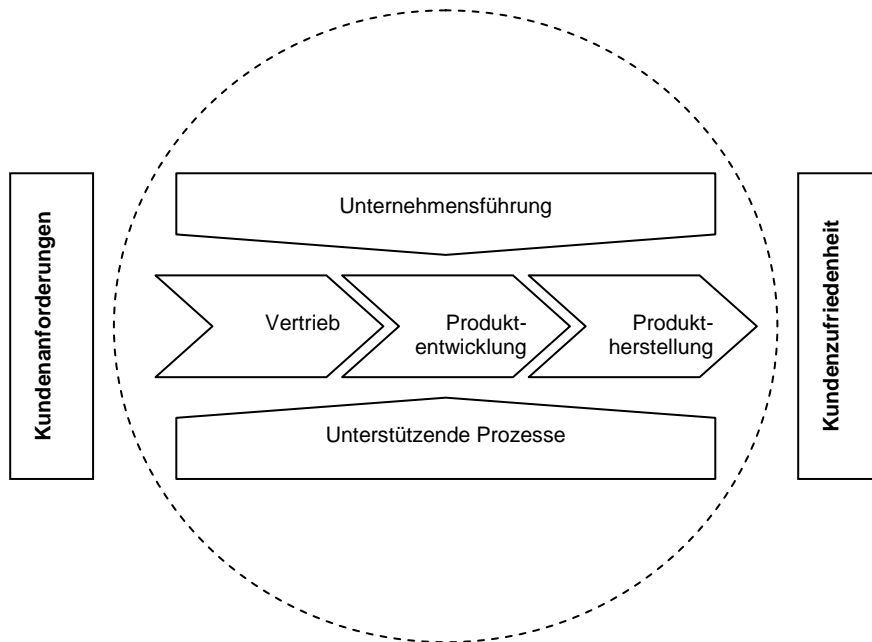 Kundenanforderungen
Unternehmensführung
Vertrieb
Produkt-
entwicklung
Produkt-
herstellung
Unterstützende Prozesse
Kundenzufriedenheit